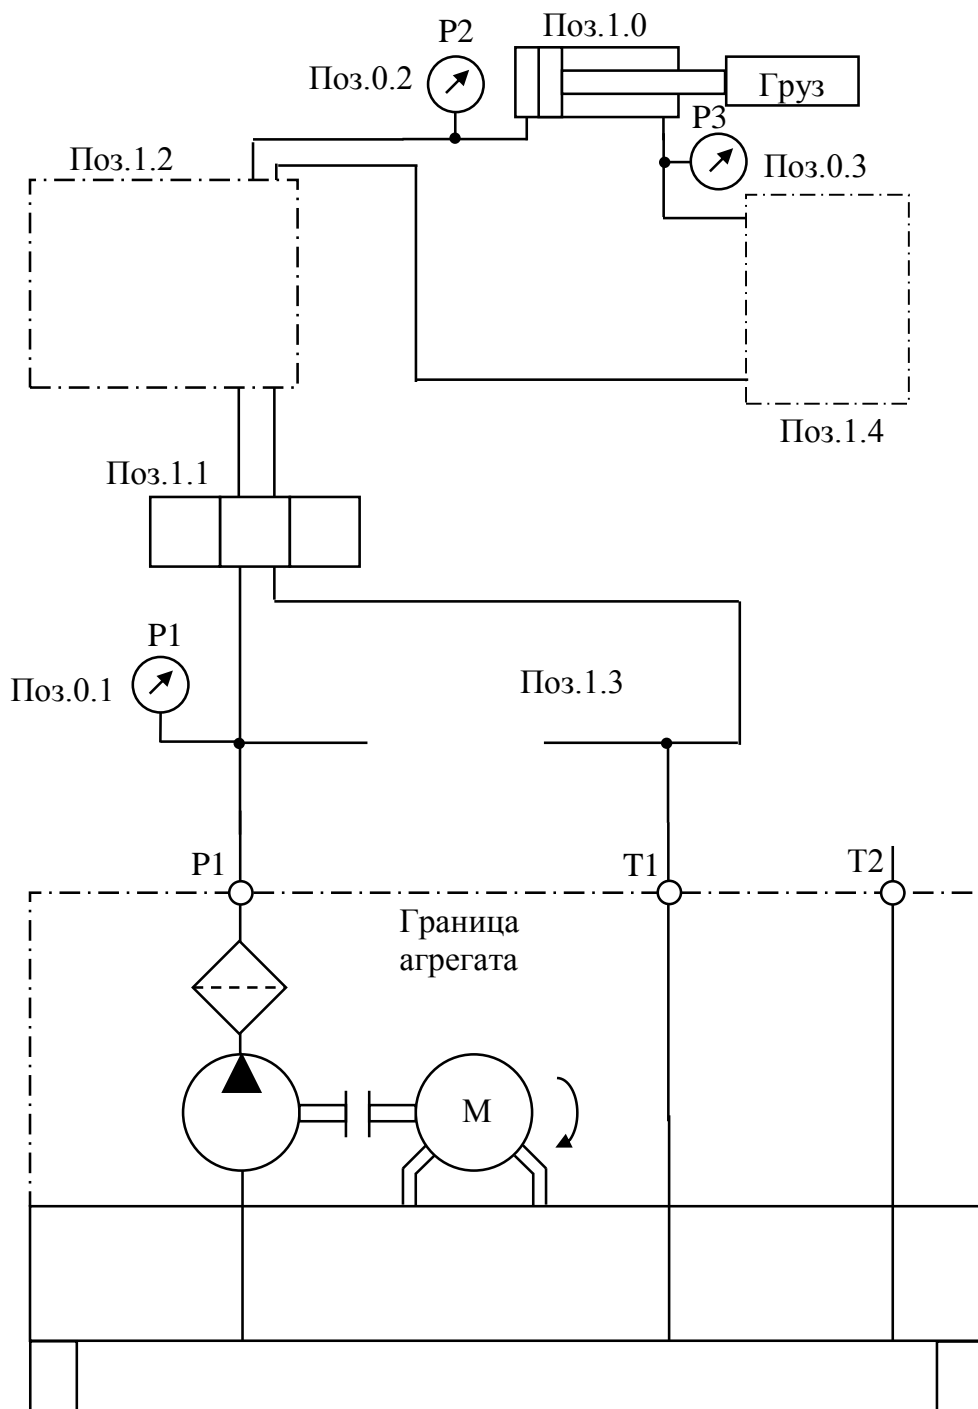 P2
Поз.1.0
Поз.0.2
Груз
P3
Поз.1.2
Поз.0.3
Поз.1.4
Поз.1.1
P1
Поз.0.1
Поз.1.3
P1
T1
T2
Граница
агрегата
M